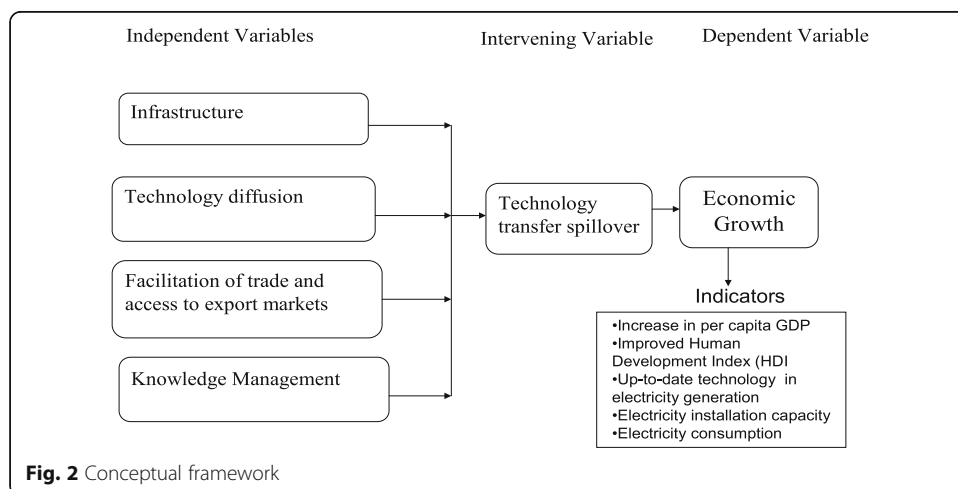 Independent Variables
Intervening Variable
Dependent Variable
Infrastructure
Technology diffusion
Facilitation of trade and
access to export markets
Knowledge Management
Technology
transfer spillover
Economic
Growth
Indicators
•Increase in per capita GDP
•Improved Human
Development Index (HDI
•Up-to-date technology in
electricity generation
•Electricity installation capacity
•Electricity consumption
Fig. 2 Conceptual framework